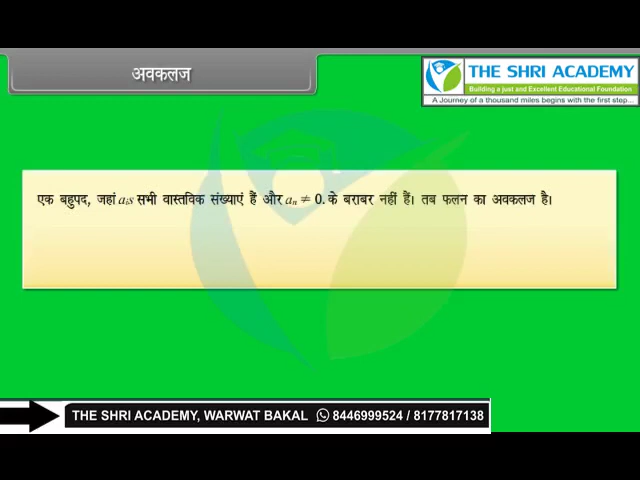 अवकलज
THE SHRI ACADEMY
Building a just and Excellent Educational Foundation
A Journey of a thousand miles begins with the first step...
एक बहुपद, जहां aᵢs सभी वास्तविक संख्याएं हैं और aₙ ≠ 0. के बराबर नहीं हैं। तब फलन का अवकलज है।
THE SHRI ACADEMY, WARWAT BAKAL 8446999524 / 8177817138